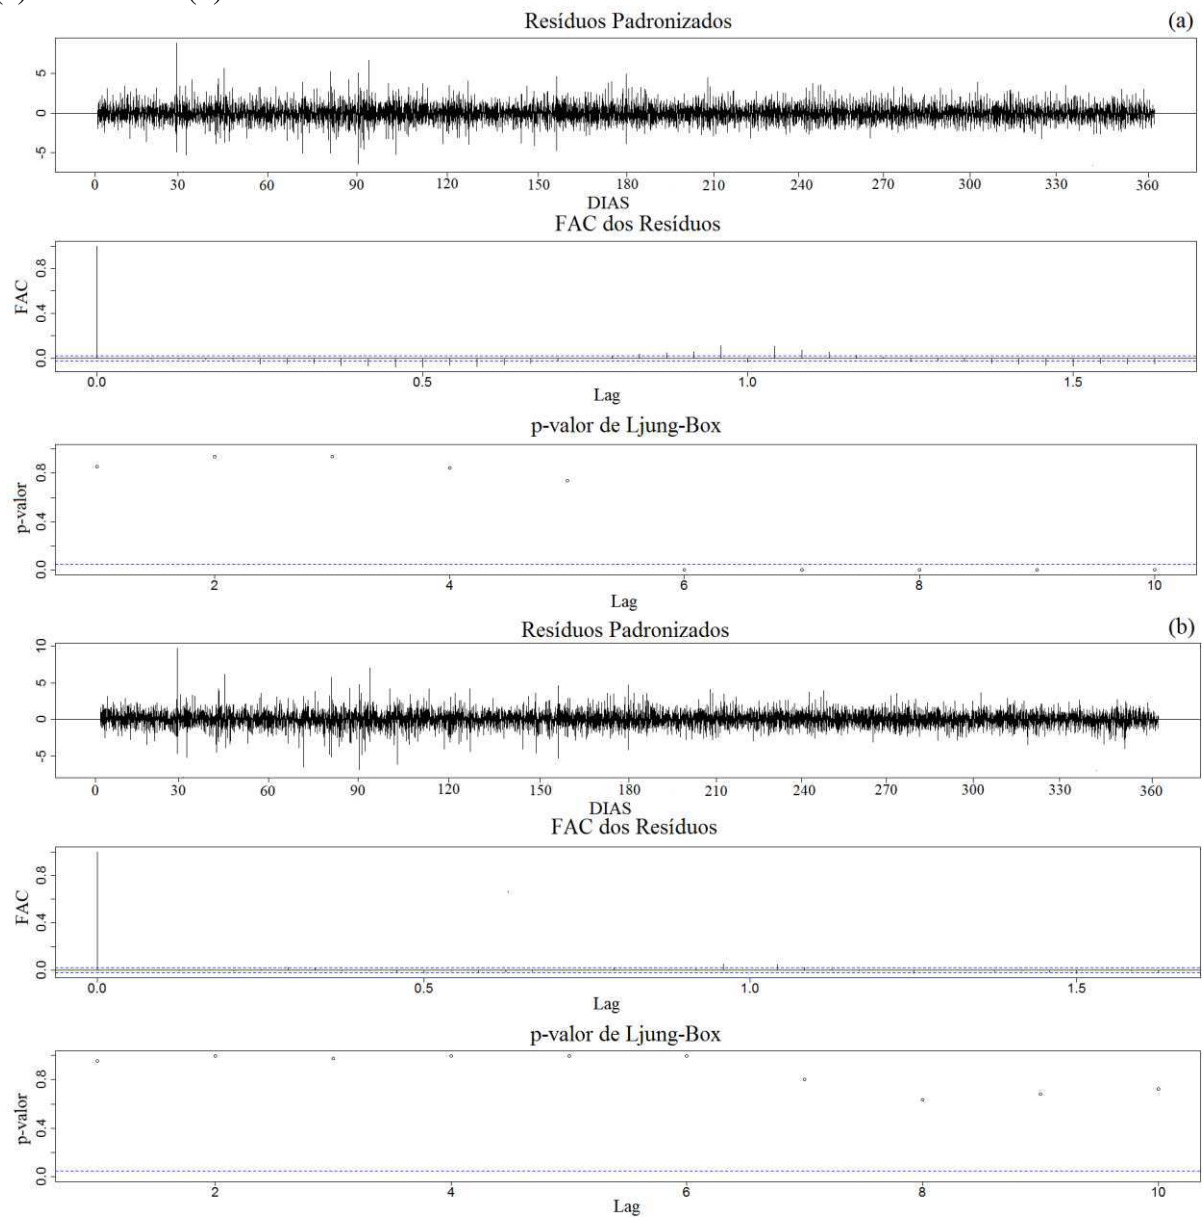 Resíduos Padronizados
(a)
5
0
-5
0 30 60 90 120 150 180 210 240 270 300 330 360
DIAS
FAC dos Resíduos
FAC
0.8
0.4
0.0
0.0 0.5 1.0 1.5
Lag
p-valor de Ljung-Box
p-valor
0.8
0.4
0.0
2 4 6 8 10
Lag
Resíduos Padronizados
(b)
10
5
0
-5
0 30 60 90 120 150 180 210 240 270 300 330 360
DIAS
FAC dos Resíduos
FAC
0.8
0.4
0.0
0.0 0.5 1.0 1.5
Lag
p-valor de Ljung-Box
p-valor
0.8
0.4
0.0
2 4 6 8 10
Lag